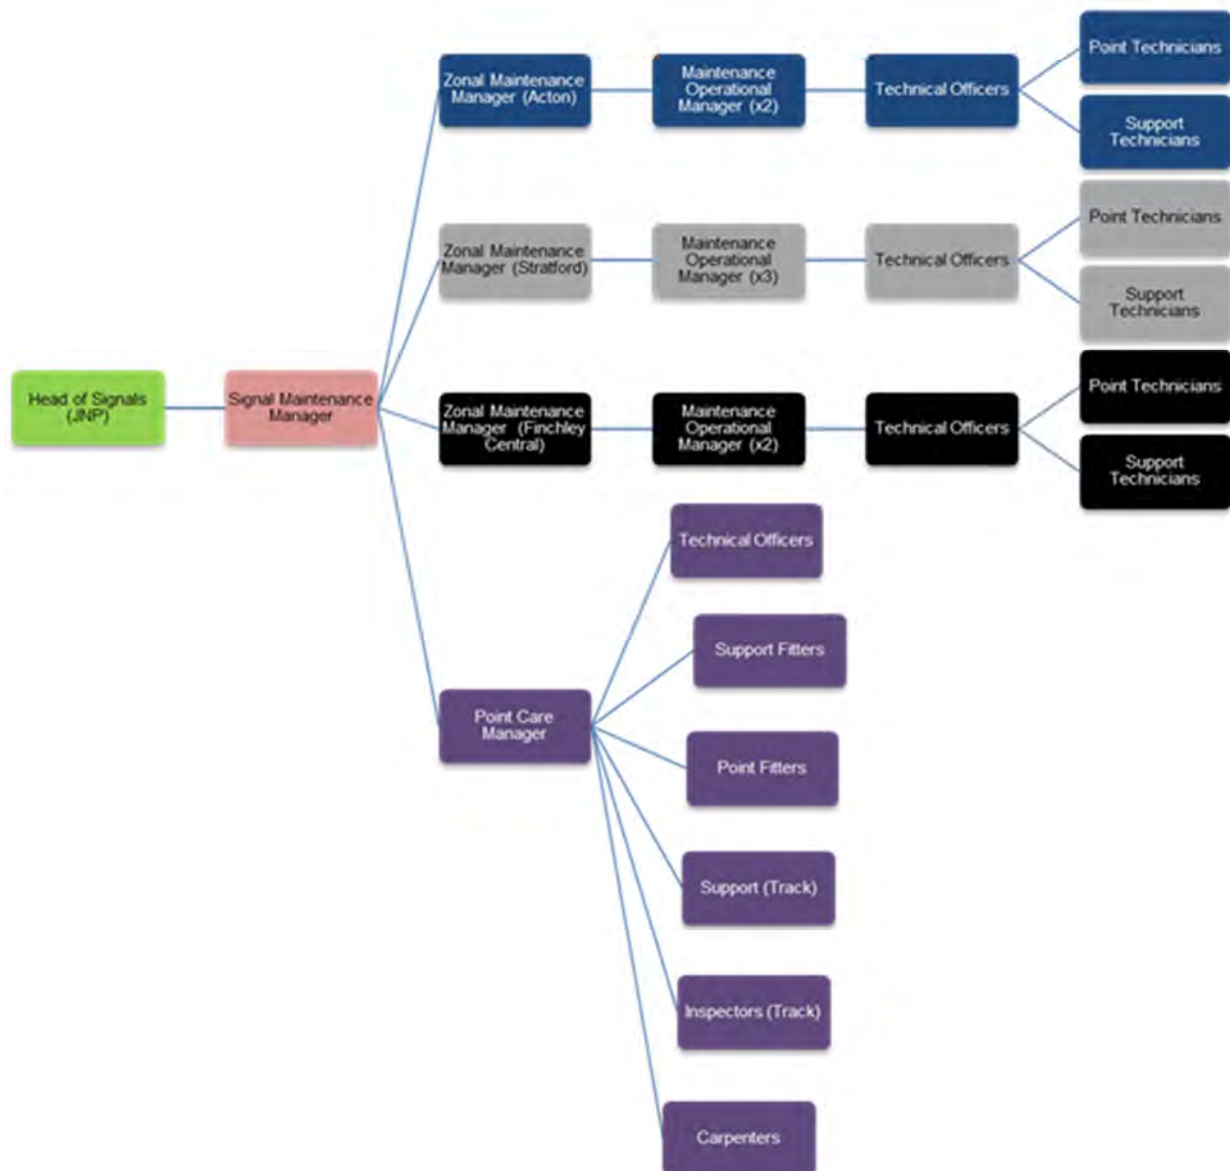 Zonal Maintenance
Manager (Acton)
Maintenance
Operational
Manager (x2)
Technical Officers
Point Technicians
Support
Technicians
Zonal Maintenance
Manager (Stratford)
Maintenance
Operational
Manager (x3)
Technical Officers
Point Technicians
Support
Technicians
Head of Signals
(JNP)
Signal Maintenance
Manager
Zonal Maintenance
Manager (Finchley
Central)
Maintenance
Operational
Manager (x2)
Technical Officers
Point Technicians
Support
Technicians
Point Care
Manager
Technical Officers
Support Fitters
Point Fitters
Support (Track)
Inspectors (Track)
Carpenters